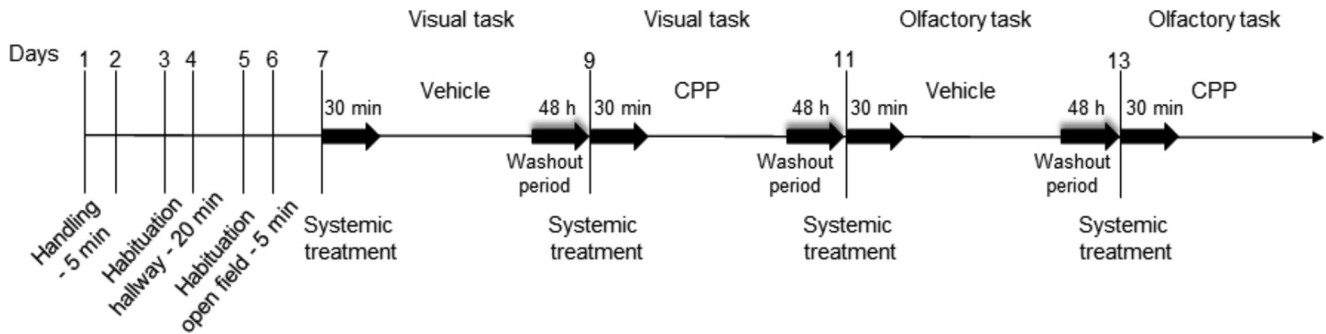 Visual task
Visual task
Olfactory task
Olfactory task
Days
1
2
3
4
5
6
7
9
11
13
Vehicle
CPP
Vehicle
CPP
30 min
48 h
30 min
48 h
30 min
48 h
30 min
Washout
period
Washout
period
Washout
period
Handling
- 5 min
Habituation
hallway - 20 min
Habituation
open field - 5 min
Systemic
treatment
Systemic
treatment
Systemic
treatment
Systemic
treatment